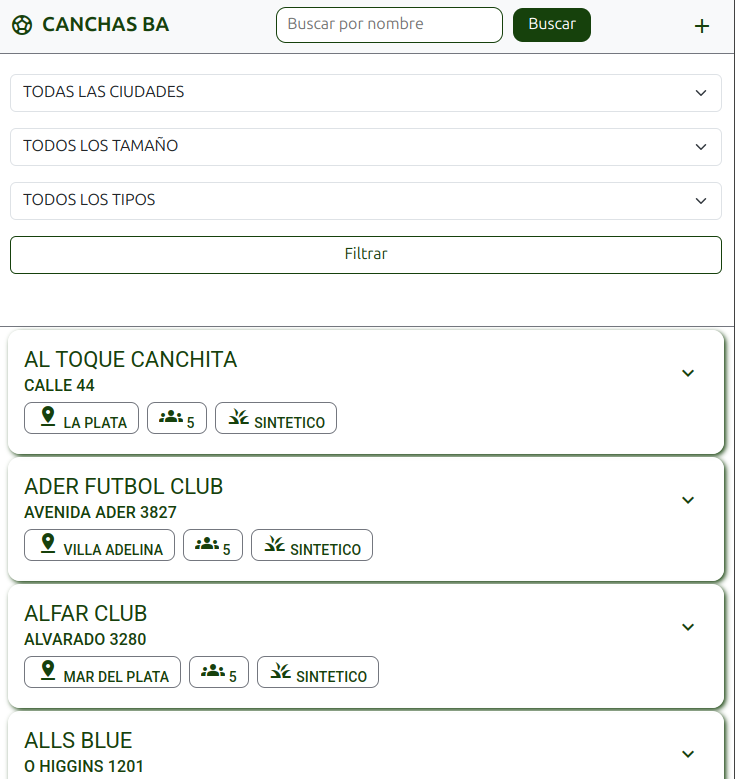 CANCHAS BA Buscar por nombre Buscar +
TODAS LAS CIUDADES
TODOS LOS TAMAÑO
TODOS LOS TIPOS
Filtrar
AL TOQUE CANCHITA
CALLE 44
LA PLATA 5 SINTETICO
ADER FUTBOL CLUB
AVENIDA ADER 3827
VILLA ADELINA 5 SINTETICO
ALFAR CLUB
ALVARADO 3280
MAR DEL PLATA 5 SINTETICO
ALLS BLUE
O HIGGINS 1201